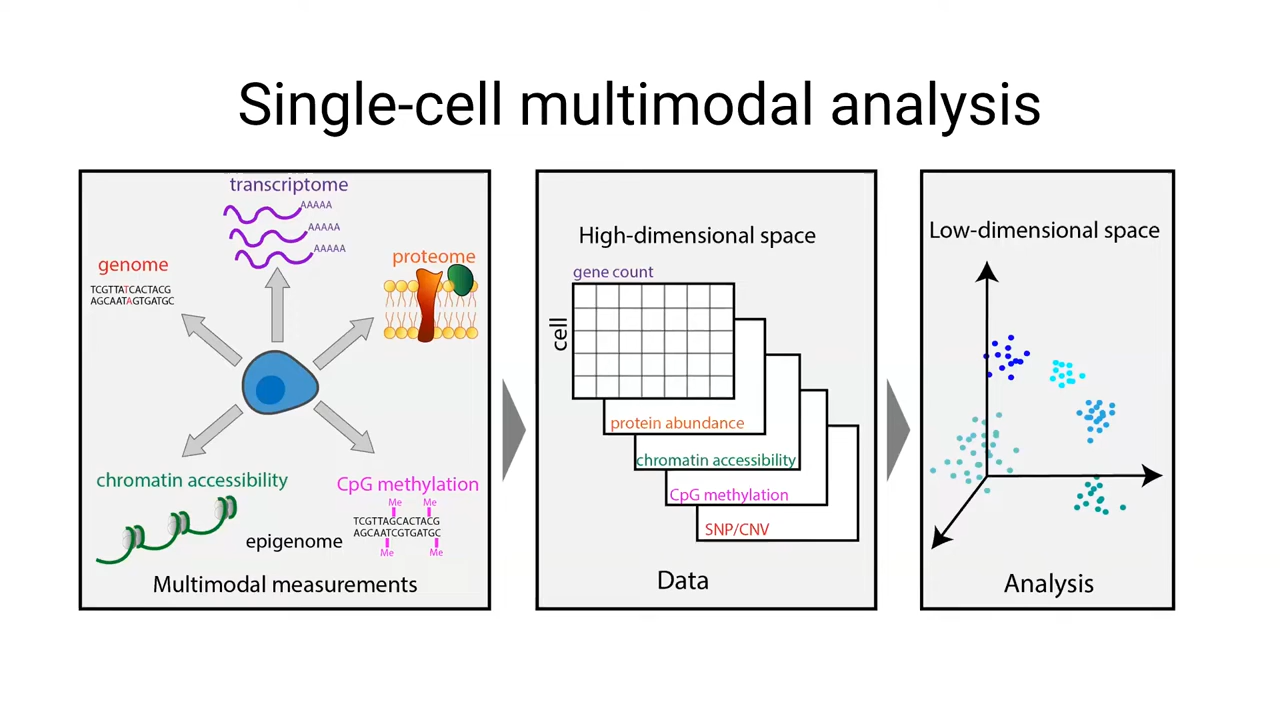 Single-cell multimodal analysis
transcriptome
AAAAA
AAAAA
AAAAA
genome
TCGTTATCACTACG
AGCAATAGTGATGC
proteome
chromatin accessibility
CpG methylation
Me Me
TCGTTAGCACTACG
AGCAATCGTGATGC
Me Me
epigenome
Multimodal measurements
High-dimensional space
gene count
cell
protein abundance
chromatin accessibility
CpG methylation
SNP/CNV
Data
Low-dimensional space
Analysis